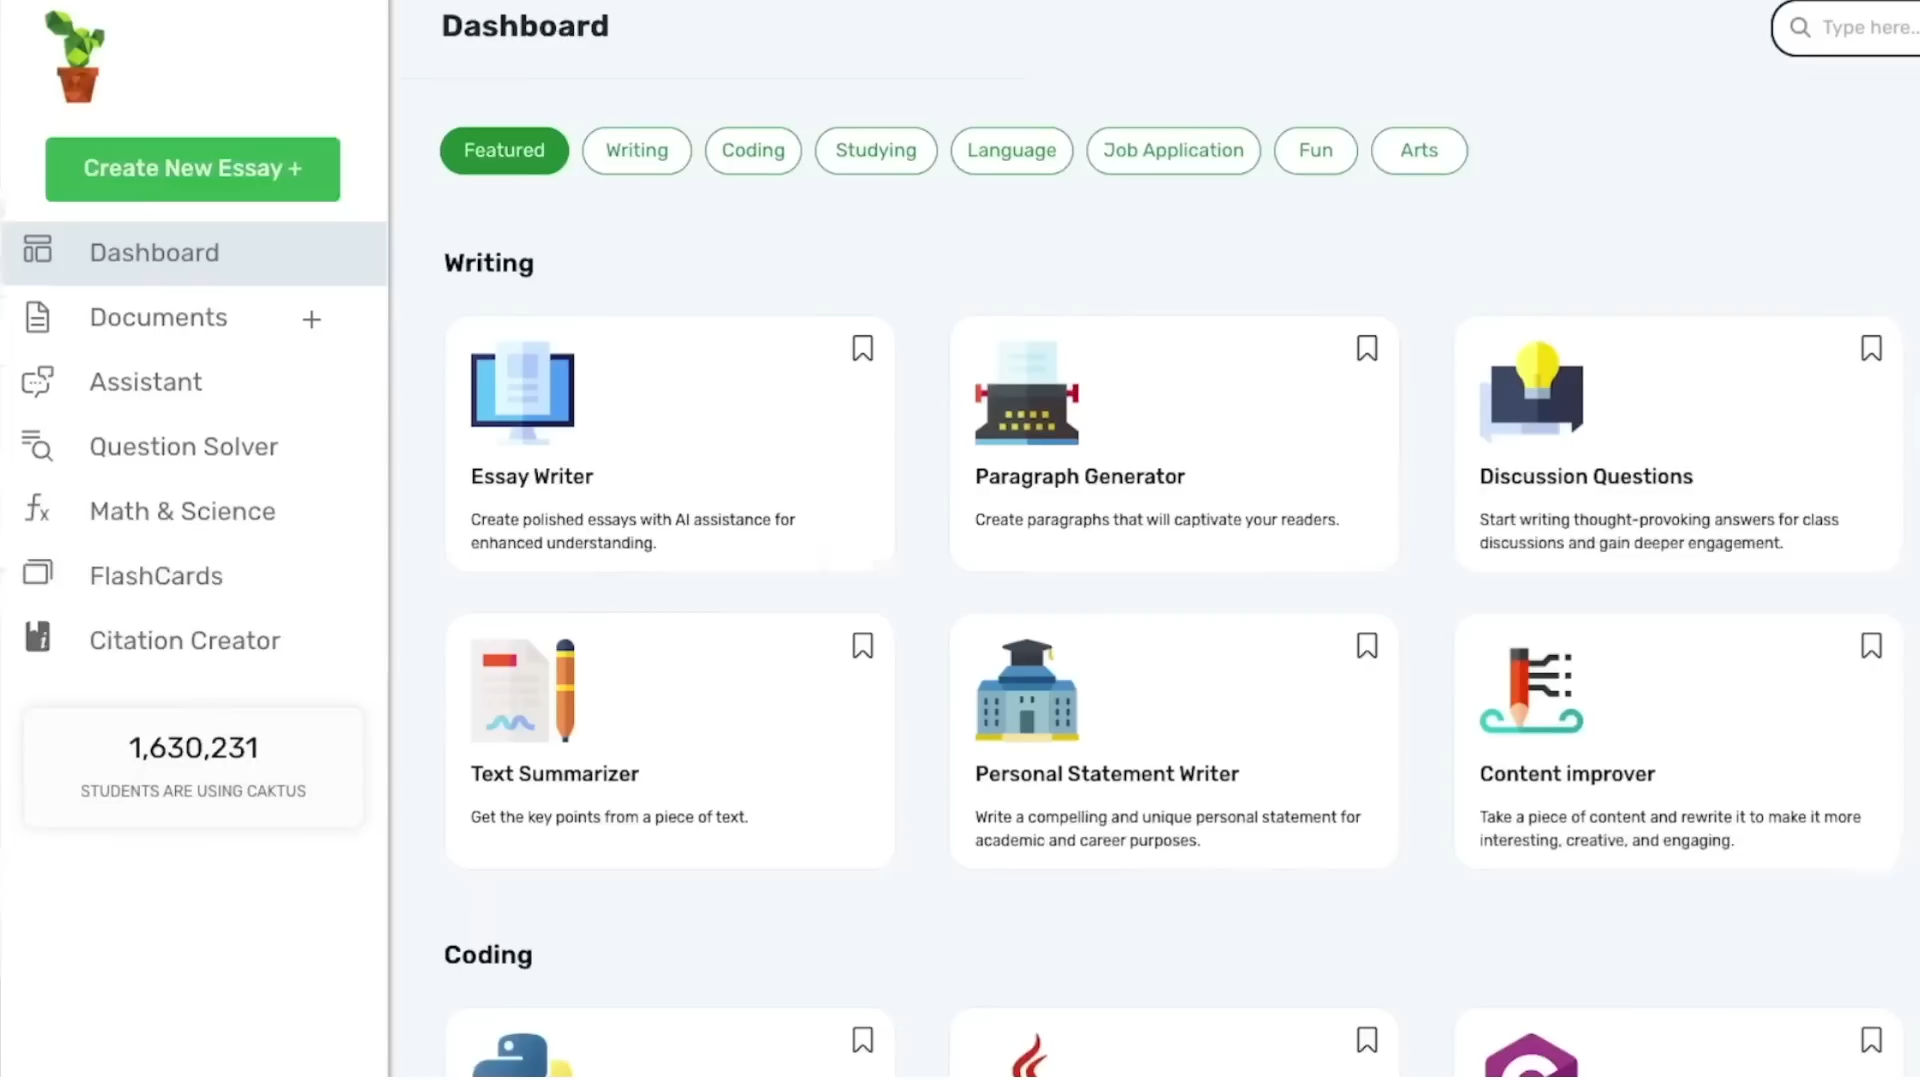 Dashboard
Type here..
Create New Essay +
Featured
Writing
Coding
Studying
Language
Job Application
Fun
Arts
Dashboard
Documents +
Assistant
Question Solver
Math & Science
FlashCards
Citation Creator
1,630,231
STUDENTS ARE USING CAKTUS
Writing
Essay Writer
Create polished essays with AI assistance for
enhanced understanding.
Paragraph Generator
Create paragraphs that will captivate your readers.
Discussion Questions
Start writing thought-provoking answers for class
discussions and gain deeper engagement.
Text Summarizer
Get the key points from a piece of text.
Personal Statement Writer
Write a compelling and unique personal statement for
academic and career purposes.
Content improver
Take a piece of content and rewrite it to make it more
interesting, creative, and engaging.
Coding